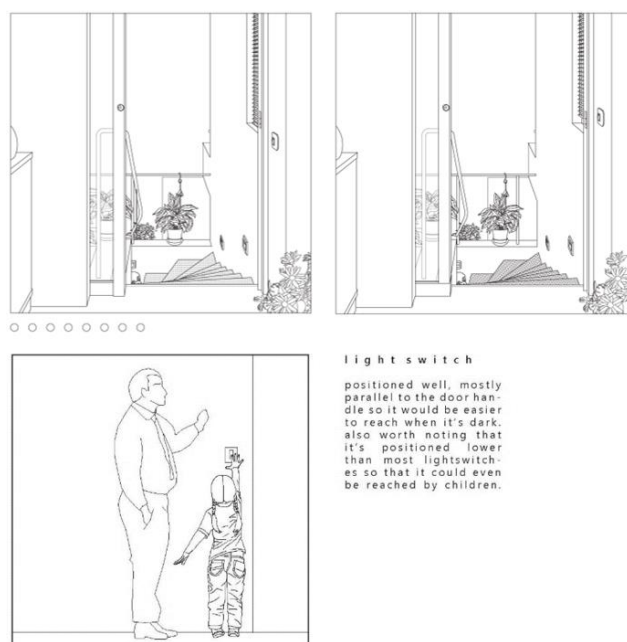 light switch
positioned well, mostly
parallel to the door han-
dle so it would be easier
to reach when it's dark.
also worth noting that
it's positioned lower
than most lightswitch-
es so that it could even
be reached by children.